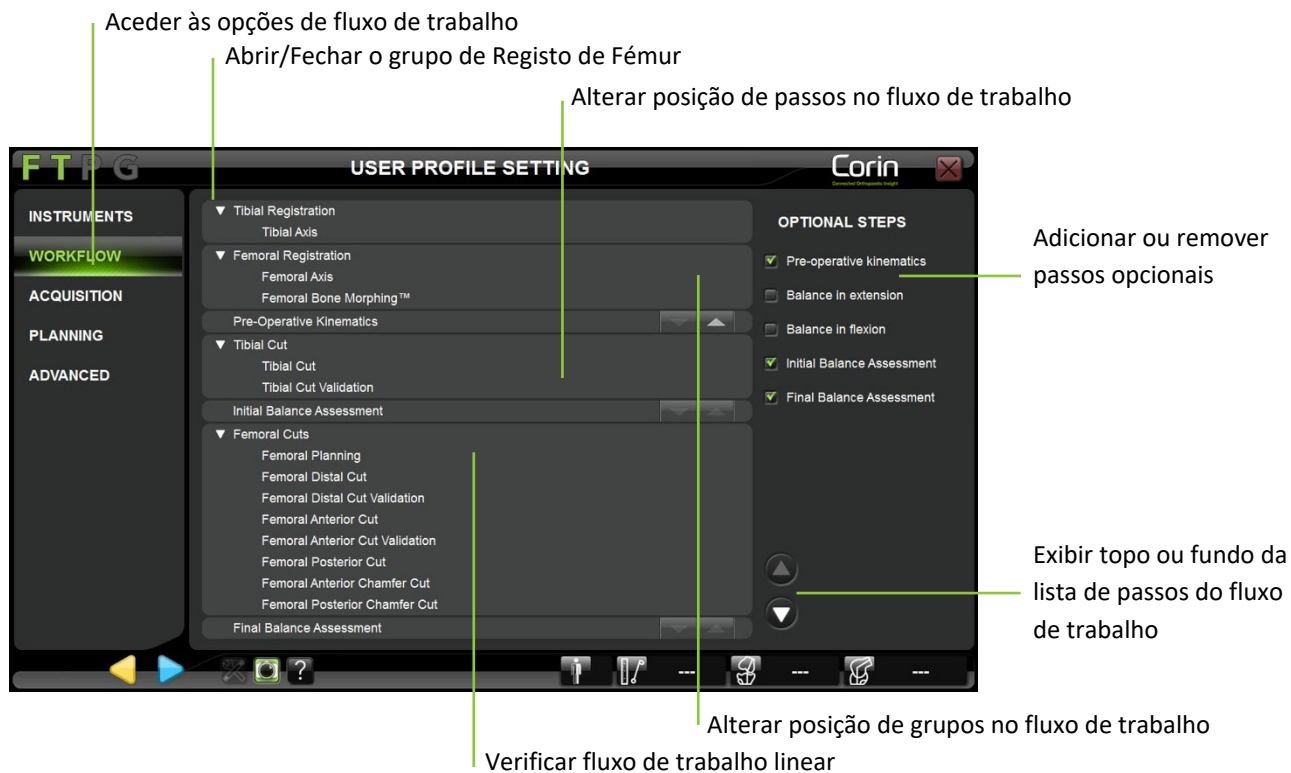 Aceder às opções de fluxo de trabalho
Abrir/Fechar o grupo de Registo de Fémur
Alterar posição de passos no fluxo de trabalho
FTPG
USER PROFILE SETTING
Corin
Connected Orthopaedic Insight
INSTRUMENTS
WORKFLOW
ACQUISITION
PLANNING
ADVANCED
▼ Tibial Registration
Tibial Axis
▼ Femoral Registration
Femoral Axis
Femoral Bone Morphing™
Pre-Operative Kinematics
▼ Tibial Cut
Tibial Cut
Tibial Cut Validation
Initial Balance Assessment
▼ Femoral Cuts
Femoral Planning
Femoral Distal Cut
Femoral Distal Cut Validation
Femoral Anterior Cut
Femoral Anterior Cut Validation
Femoral Posterior Cut
Femoral Anterior Chamfer Cut
Femoral Posterior Chamfer Cut
Final Balance Assessment
OPTIONAL STEPS
Pre-operative kinematics
Balance in extension
Balance in flexion
Initial Balance Assessment
Final Balance Assessment
Adicionar ou remover
passos opcionais
Exibir topo ou fundo da
lista de passos do fluxo
de trabalho
?
--- --- ---
Alterar posição de grupos no fluxo de trabalho
Verificar fluxo de trabalho linear